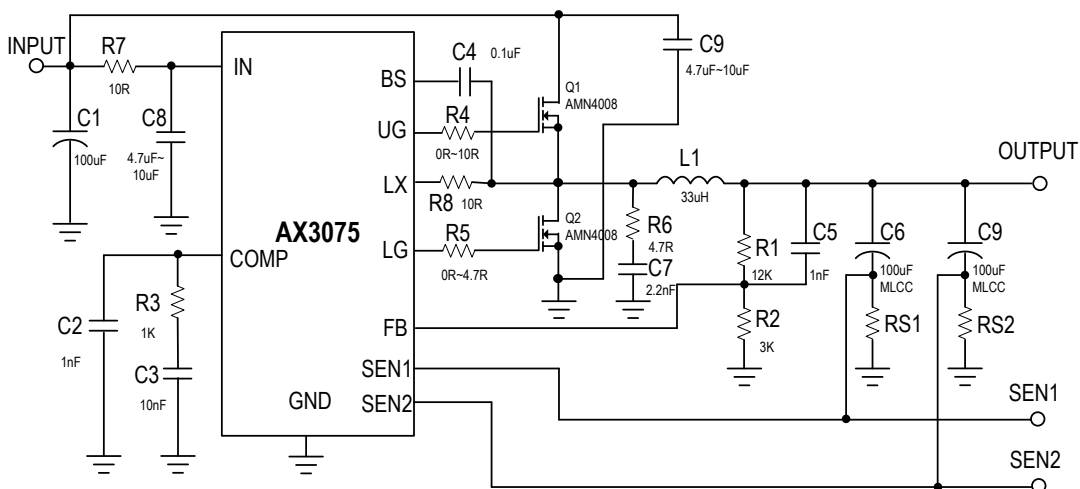 INPUT
R7
10R
C1
100uF
C8
4.7uF~
10uF
IN
BS
UG
LX
LG
AX3075
COMP
FB
SEN1
SEN2
GND
C4
0.1uF
R4
0R~10R
R8
10R
R5
0R~4.7R
Q1
AMN4008
Q2
AMN4008
C9
4.7uF~10uF
L1
33uH
OUTPUT
R6
4.7R
C7
2.2nF
R1
12K
C5
1nF
R2
3K
C6
100uF
MLCC
C9
100uF
MLCC
RS1
RS2
C2
1nF
R3
1K
C3
10nF
SEN1
SEN2